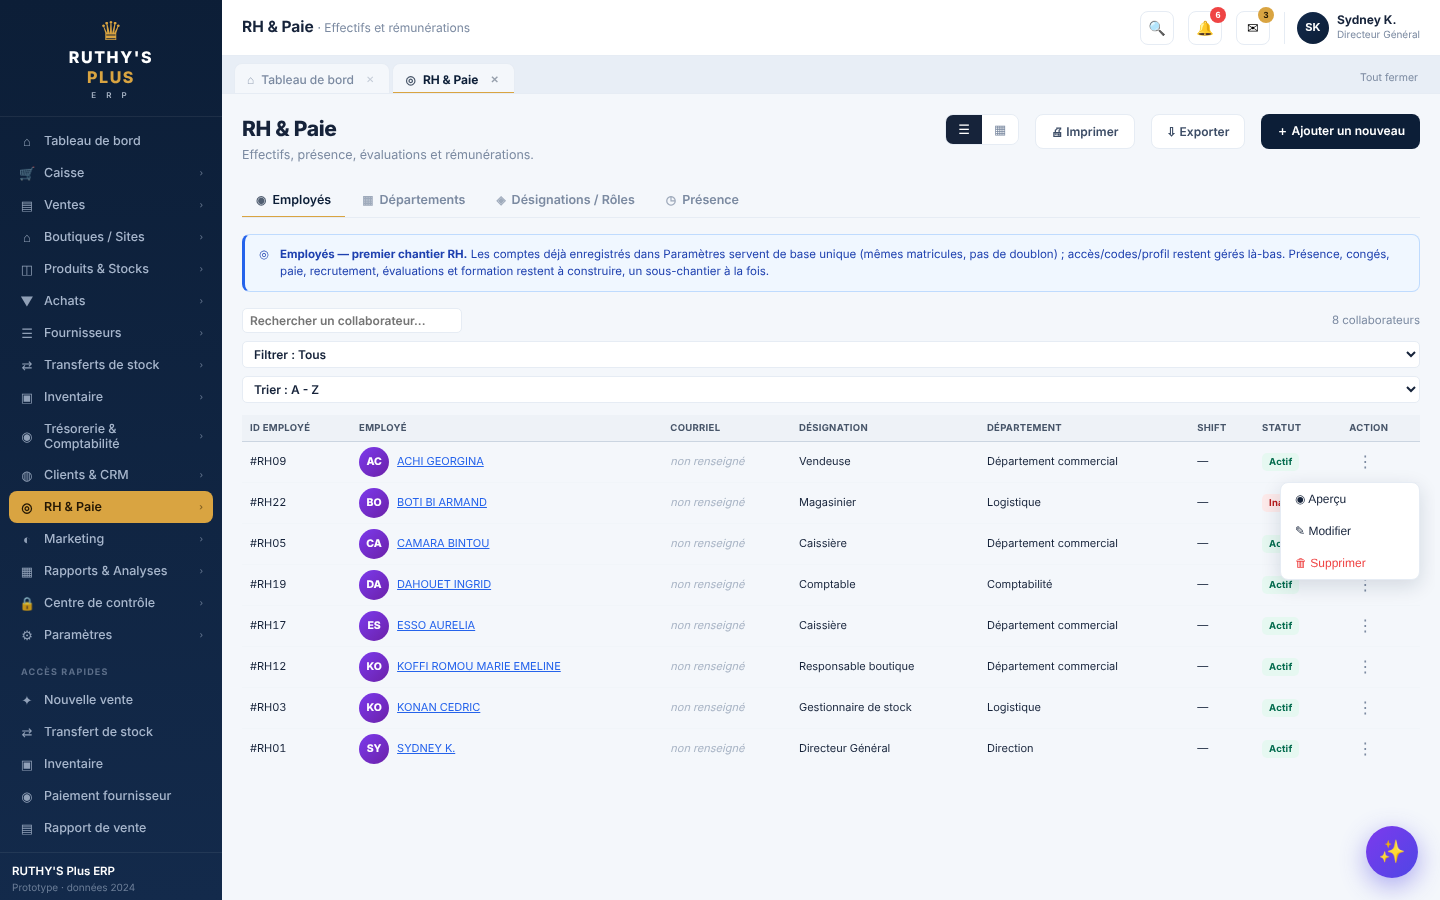 RUTHY'S
PLUS
E R P
Tableau de bord
Caisse
Ventes
Boutiques / Sites
Produits & Stocks
Achats
Fournisseurs
Transferts de stock
Inventaire
Trésorerie &
Comptabilité
Clients & CRM
RH & Paie
Marketing
Rapports & Analyses
Centre de contrôle
Paramètres
ACCÈS RAPIDES
Nouvelle vente
Transfert de stock
Inventaire
Paiement fournisseur
Rapport de vente
RUTHY'S Plus ERP
Prototype · données 2024
RH & Paie · Effectifs et rémunérations
6
3
SK
Sydney K.
Directeur Général
Tableau de bord ×
RH & Paie ×
Tout fermer
RH & Paie
Effectifs, présence, évaluations et rémunérations.
Imprimer
Exporter
+ Ajouter un nouveau
Employés
Départements
Désignations / Rôles
Présence
Employés — premier chantier RH. Les comptes déjà enregistrés dans Paramètres servent de base unique (mêmes matricules, pas de doublon) ; accès/codes/profil restent gérés là-bas. Présence, congés,
paie, recrutement, évaluations et formation restent à construire, un sous-chantier à la fois.
Rechercher un collaborateur...
8 collaborateurs
Filtrer : Tous
Trier : A - Z
ID EMPLOYÉ EMPLOYÉ COURRIEL DÉSIGNATION DÉPARTEMENT SHIFT STATUT ACTION
#RH09 AC ACHI GEORGINA non renseigné Vendeuse Département commercial — Actif
#RH22 BO BOTI BI ARMAND non renseigné Magasinier Logistique —
#RH05 CA CAMARA BINTOU non renseigné Caissière Département commercial —
#RH19 DA DAHOUET INGRID non renseigné Comptable Comptabilité — Actif
#RH17 ES ESSO AURELIA non renseigné Caissière Département commercial — Actif
#RH12 KO KOFFI ROMOU MARIE EMELINE non renseigné Responsable boutique Département commercial — Actif
#RH03 KO KONAN CEDRIC non renseigné Gestionnaire de stock Logistique — Actif
#RH01 SY SYDNEY K. non renseigné Directeur Général Direction — Actif
Aperçu
Modifier
Supprimer